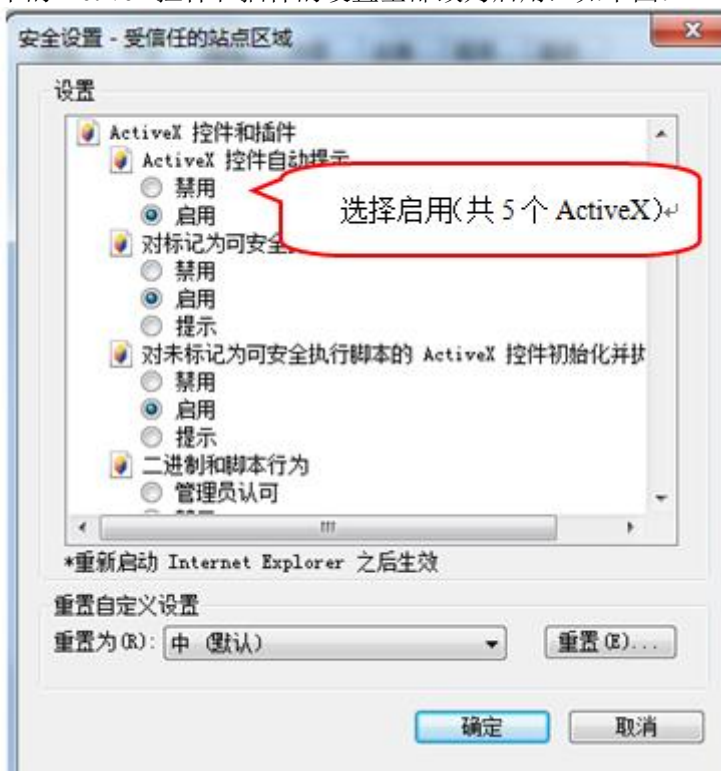 安全设置 - 受信任的站点区域
设置
ActiveX 控件和插件
ActiveX 控件自动提示
禁用
启用
选择启用(共 5 个 ActiveX)
对标记为可安全
禁用
启用
提示
对未标记为可安全执行脚本的 ActiveX 控件初始化并执
禁用
启用
提示
二进制和脚本行为
管理员认可
*重新启动 Internet Explorer 之后生效
重置自定义设置
重置为(R): 中 (默认)
重置(E)...
确定
取消